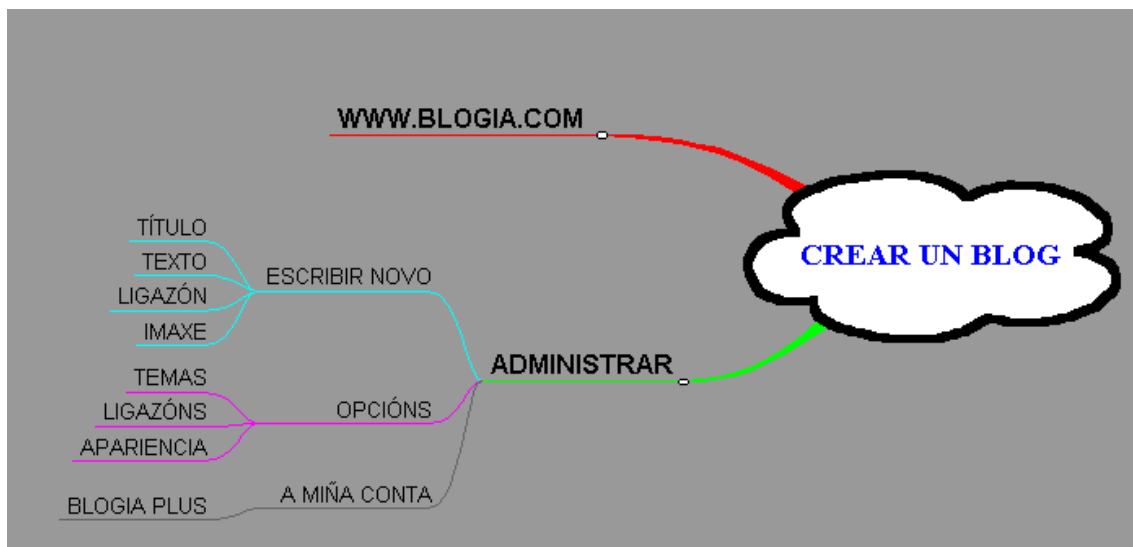 WWW.BLOGIA.COM
CREAR UN BLOG
ADMINISTRAR
ESCRIBIR NOVO
TÍTULO
TEXTO
LIGAZÓN
IMAXE
OPCIÓNS
TEMAS
LIGAZÓNS
APARIENCIA
A MIÑA CONTA
BLOGIA PLUS